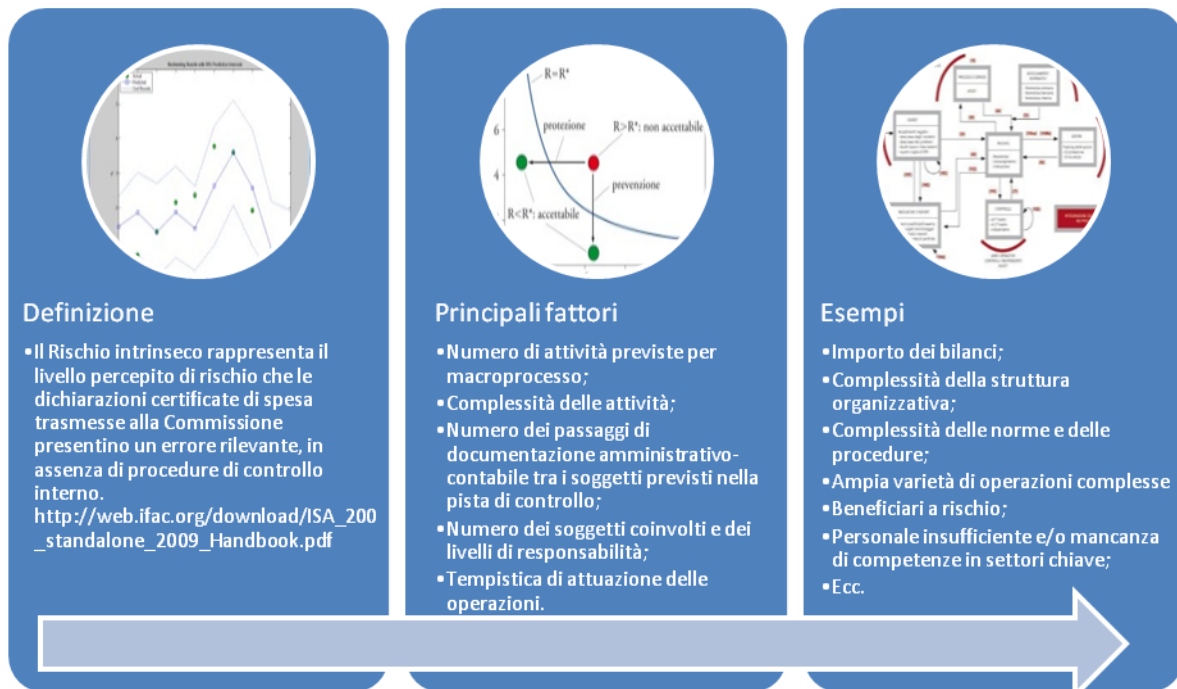 R=R*
6
protezione
R>R*: non accettabile
4
prevenzione
R<R*: accettabile
Definizione
•Il Rischio intrinseco rappresenta il
livello percepito di rischio che le
dichiarazioni certificate di spesa
trasmesse alla Commissione
presentino un errore rilevante, in
assenza di procedure di controllo
interno.
http://web.ifac.org/download/ISA_200
_standalone_2009_Handbook.pdf
Principali fattori
•Numero di attività previste per
macroprocesso;
•Complessità delle attività;
•Numero dei passaggi di
documentazione amministrativo-
contabile tra i soggetti previsti nella
pista di controllo;
•Numero dei soggetti coinvolti e dei
livelli di responsabilità;
•Tempistica di attuazione delle
operazioni.
Esempi
•Importo dei bilanci;
•Complessità della struttura
organizzativa;
•Complessità delle norme e delle
procedure;
•Ampia varietà di operazioni complesse
•Beneficiari a rischio;
•Personale insufficiente e/o mancanza
di competenze in settori chiave;
•Ecc.